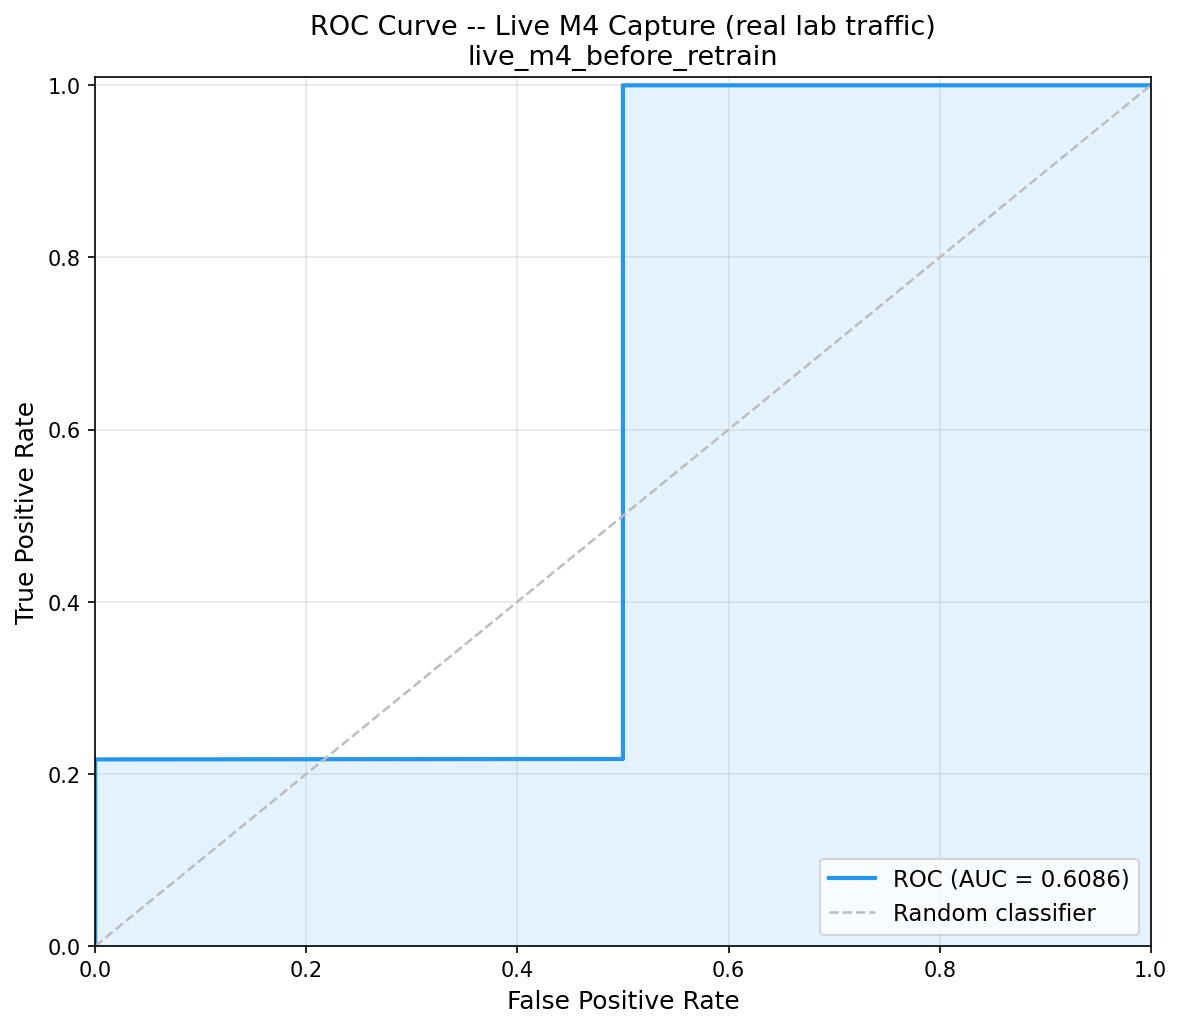 ROC Curve -- Live M4 Capture (real lab traffic)
live_m4_before_retrain
1.0
0.8
0.6
0.4
0.2
0.0
True Positive Rate
ROC (AUC = 0.6086)
Random classifier
0.0 0.2 0.4 0.6 0.8 1.0
False Positive Rate